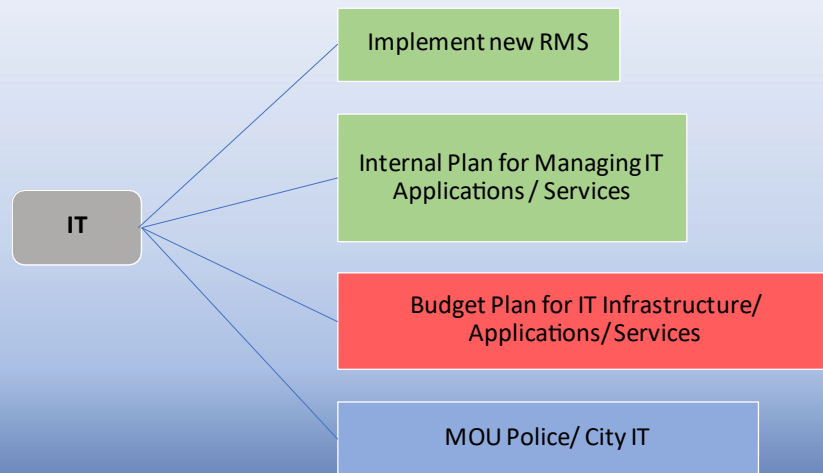 Implement new RMS
Internal Plan for Managing IT
Applications / Services
IT
Budget Plan for IT Infrastructure/
Applications/Services
MOU Police/ City IT